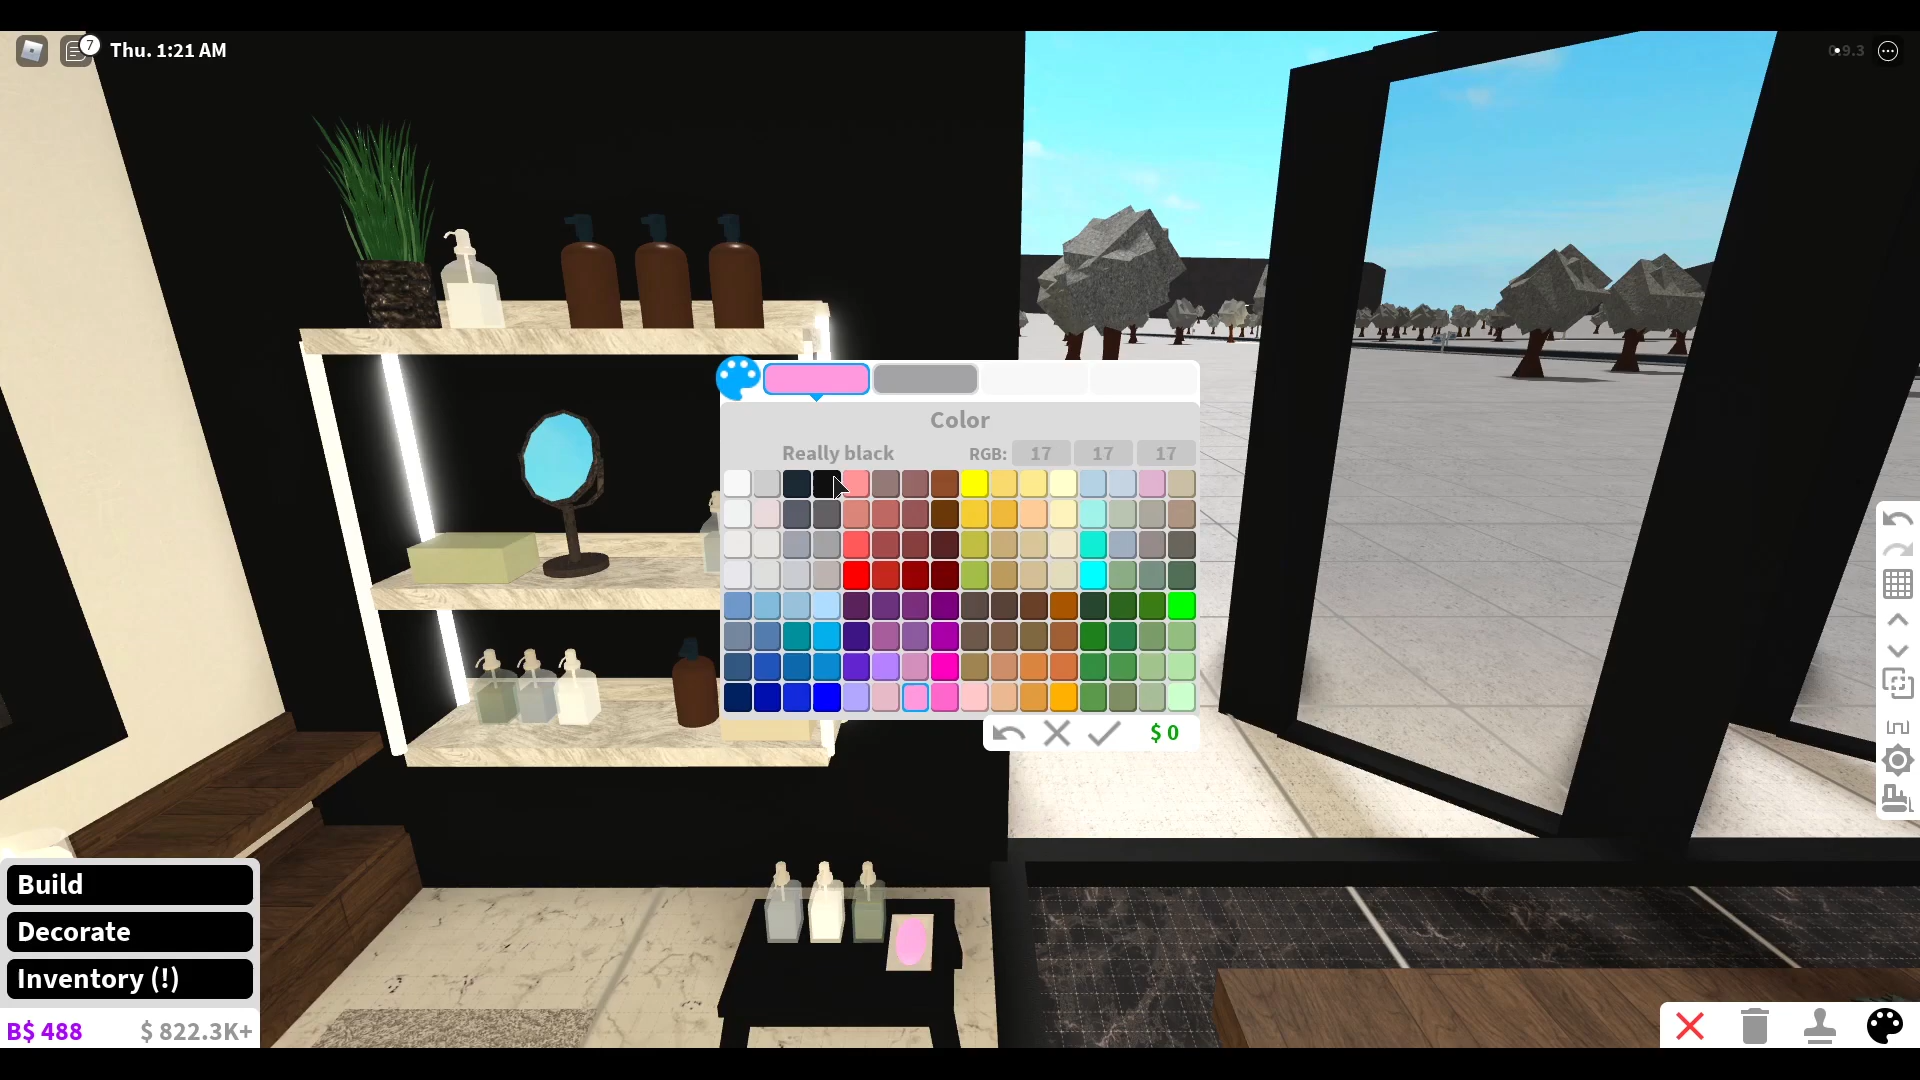 7 Thu. 1:21 AM
Color
Really black RGB: 17 17 17
$ 0
Build
Decorate
Inventory (!)
B$ 488 $ 822.3K+